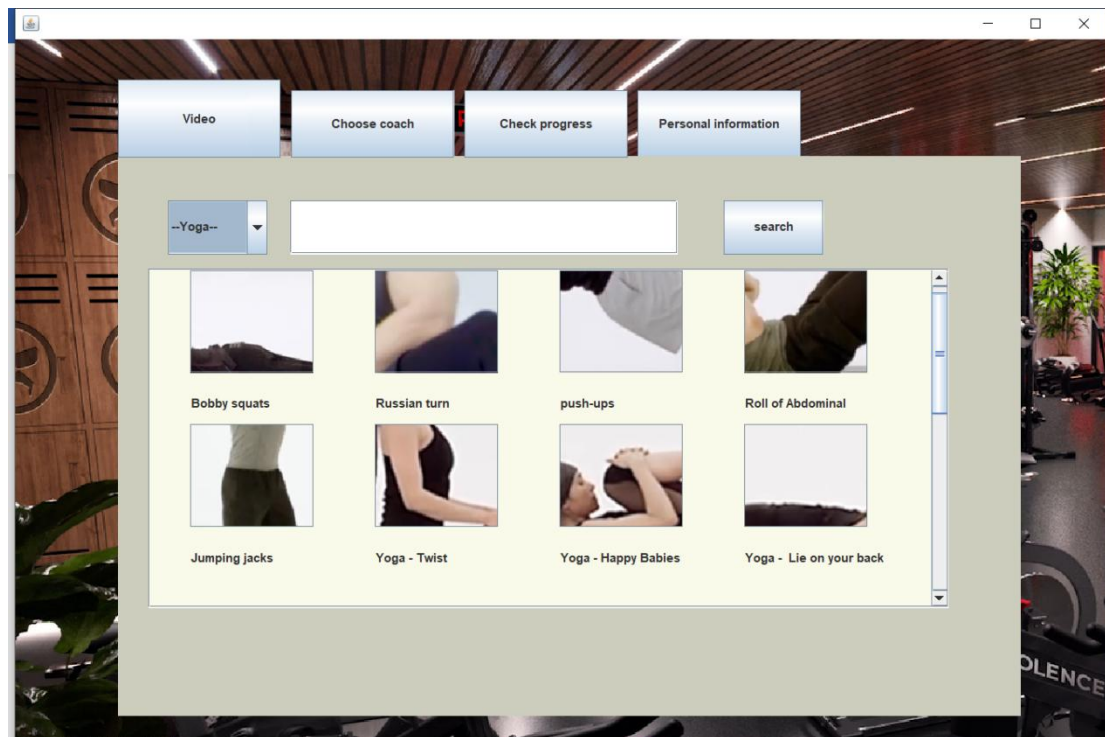 Video
Choose coach
Check progress
Personal information
--Yoga--
search
Bobby squats
Russian turn
push-ups
Roll of Abdominal
Jumping jacks
Yoga - Twist
Yoga - Happy Babies
Yoga -  Lie on your back
OLENCE